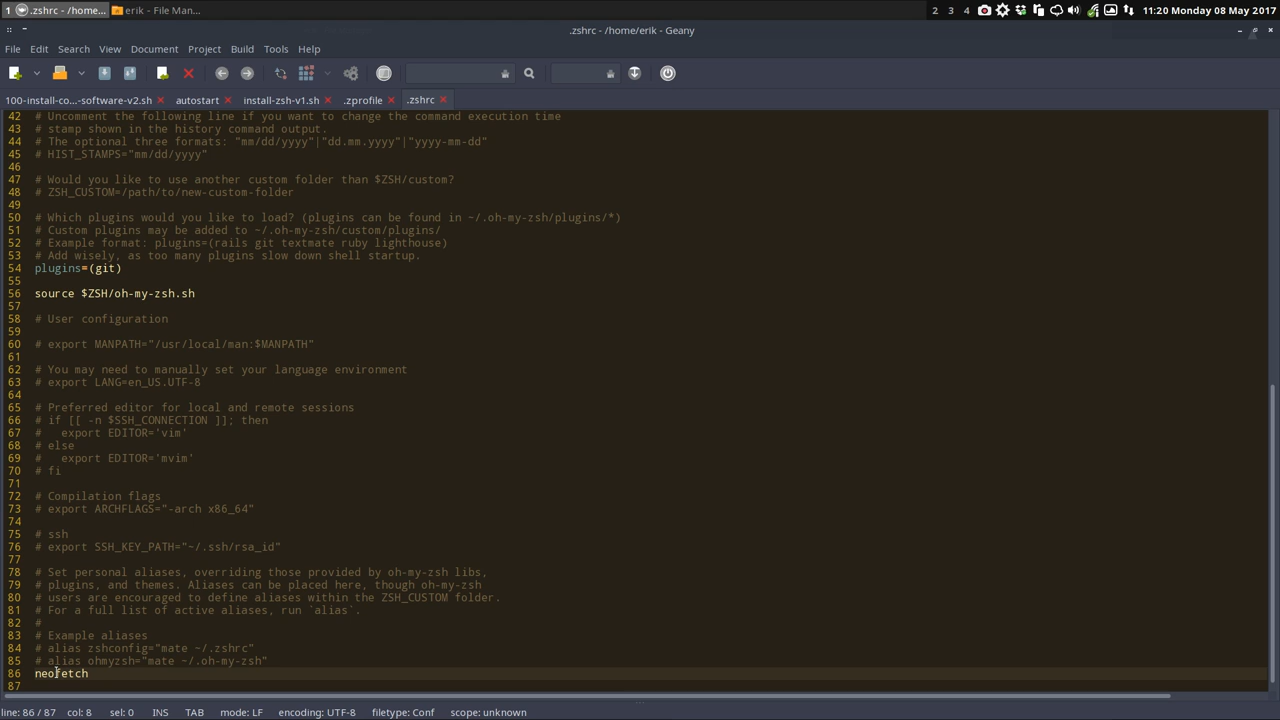 1 .zshrc - /home... erik - File Man... 2 3 4 11:20 Monday 08 May 2017
.zshrc - /home/erik - Geany
File Edit Search View Document Project Build Tools Help
100-install-co...-software-v2.sh autostart install-zsh-v1.sh .zprofile .zshrc
42 # Uncomment the following line if you want to change the command execution time
43 # stamp shown in the history command output.
44 # The optional three formats: "mm/dd/yyyy"|"dd.mm.yyyy"|"yyyy-mm-dd"
45 # HIST_STAMPS="mm/dd/yyyy"
46
47 # Would you like to use another custom folder than $ZSH/custom?
48 # ZSH_CUSTOM=/path/to/new-custom-folder
49
50 # Which plugins would you like to load? (plugins can be found in ~/.oh-my-zsh/plugins/*)
51 # Custom plugins may be added to ~/.oh-my-zsh/custom/plugins/
52 # Example format: plugins=(rails git textmate ruby lighthouse)
53 # Add wisely, as too many plugins slow down shell startup.
54 plugins=(git)
55
56 source $ZSH/oh-my-zsh.sh
57
58 # User configuration
59
60 # export MANPATH="/usr/local/man:$MANPATH"
61
62 # You may need to manually set your language environment
63 # export LANG=en_US.UTF-8
64
65 # Preferred editor for local and remote sessions
66 # if [[ -n $SSH_CONNECTION ]]; then
67 #   export EDITOR='vim'
68 # else
69 #   export EDITOR='mvim'
70 # fi
71
72 # Compilation flags
73 # export ARCHFLAGS="-arch x86_64"
74
75 # ssh
76 # export SSH_KEY_PATH="~/.ssh/rsa_id"
77
78 # Set personal aliases, overriding those provided by oh-my-zsh libs,
79 # plugins, and themes. Aliases can be placed here, though oh-my-zsh
80 # users are encouraged to define aliases within the ZSH_CUSTOM folder.
81 # For a full list of active aliases, run `alias`.
82 #
83 # Example aliases
84 # alias zshconfig="mate ~/.zshrc"
85 # alias ohmyzsh="mate ~/.oh-my-zsh"
86 neofetch
87
line: 86 / 87 col: 8 sel: 0 INS TAB mode: LF encoding: UTF-8 filetype: Conf scope: unknown